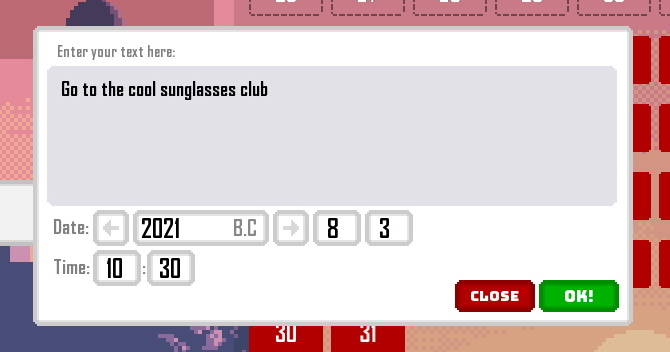 Enter your text here:
Go to the cool sunglasses club
Date: 2021 B.C 8 3
Time: 10 : 30
CLOSE OK!
30 31